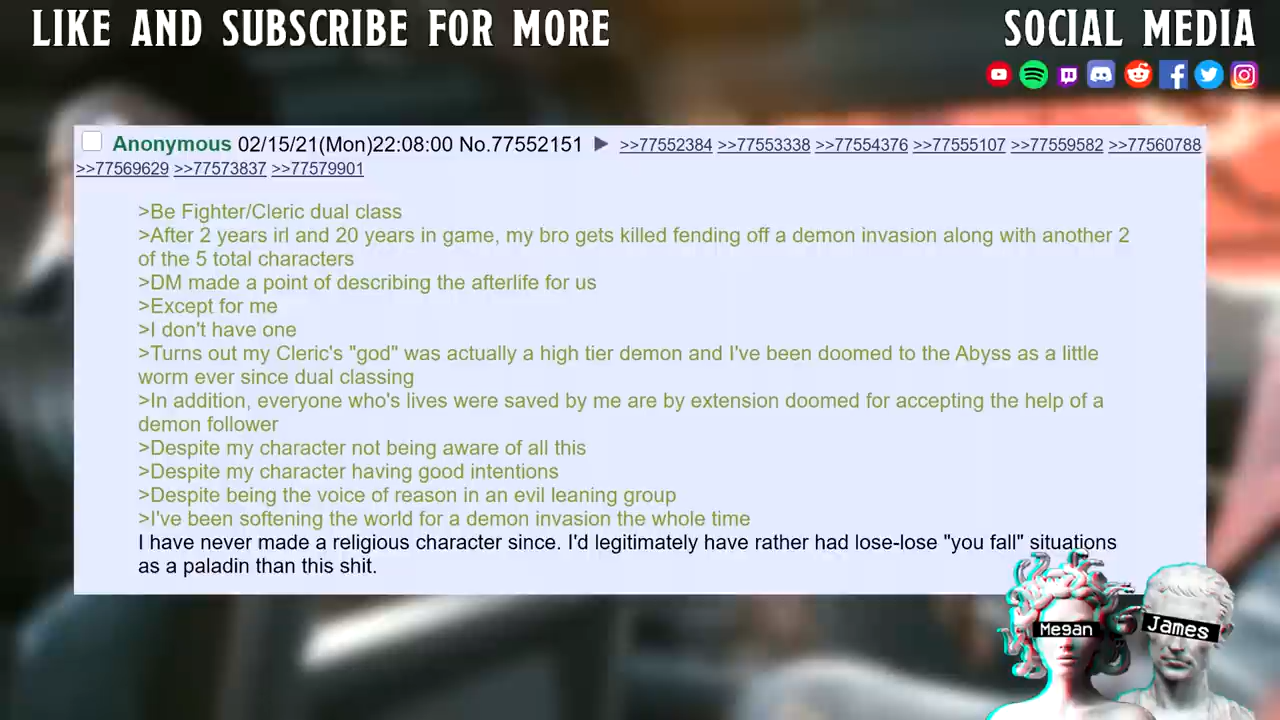 LIKE AND SUBSCRIBE FOR MORE
SOCIAL MEDIA
Anonymous 02/15/21(Mon)22:08:00 No.77552151 ▶ >>77552384 >>77553338 >>77554376 >>77555107 >>77559582 >>77560788
>>77569629 >>77573837 >>77579901
>Be Fighter/Cleric dual class
>After 2 years irl and 20 years in game, my bro gets killed fending off a demon invasion along with another 2
of the 5 total characters
>DM made a point of describing the afterlife for us
>Except for me
>I don't have one
>Turns out my Cleric's "god" was actually a high tier demon and I've been doomed to the Abyss as a little
worm ever since dual classing
>In addition, everyone who's lives were saved by me are by extension doomed for accepting the help of a
demon follower
>Despite my character not being aware of all this
>Despite my character having good intentions
>Despite being the voice of reason in an evil leaning group
>I've been softening the world for a demon invasion the whole time
I have never made a religious character since. I'd legitimately have rather had lose-lose "you fall" situations
as a paladin than this shit.
Megan
James